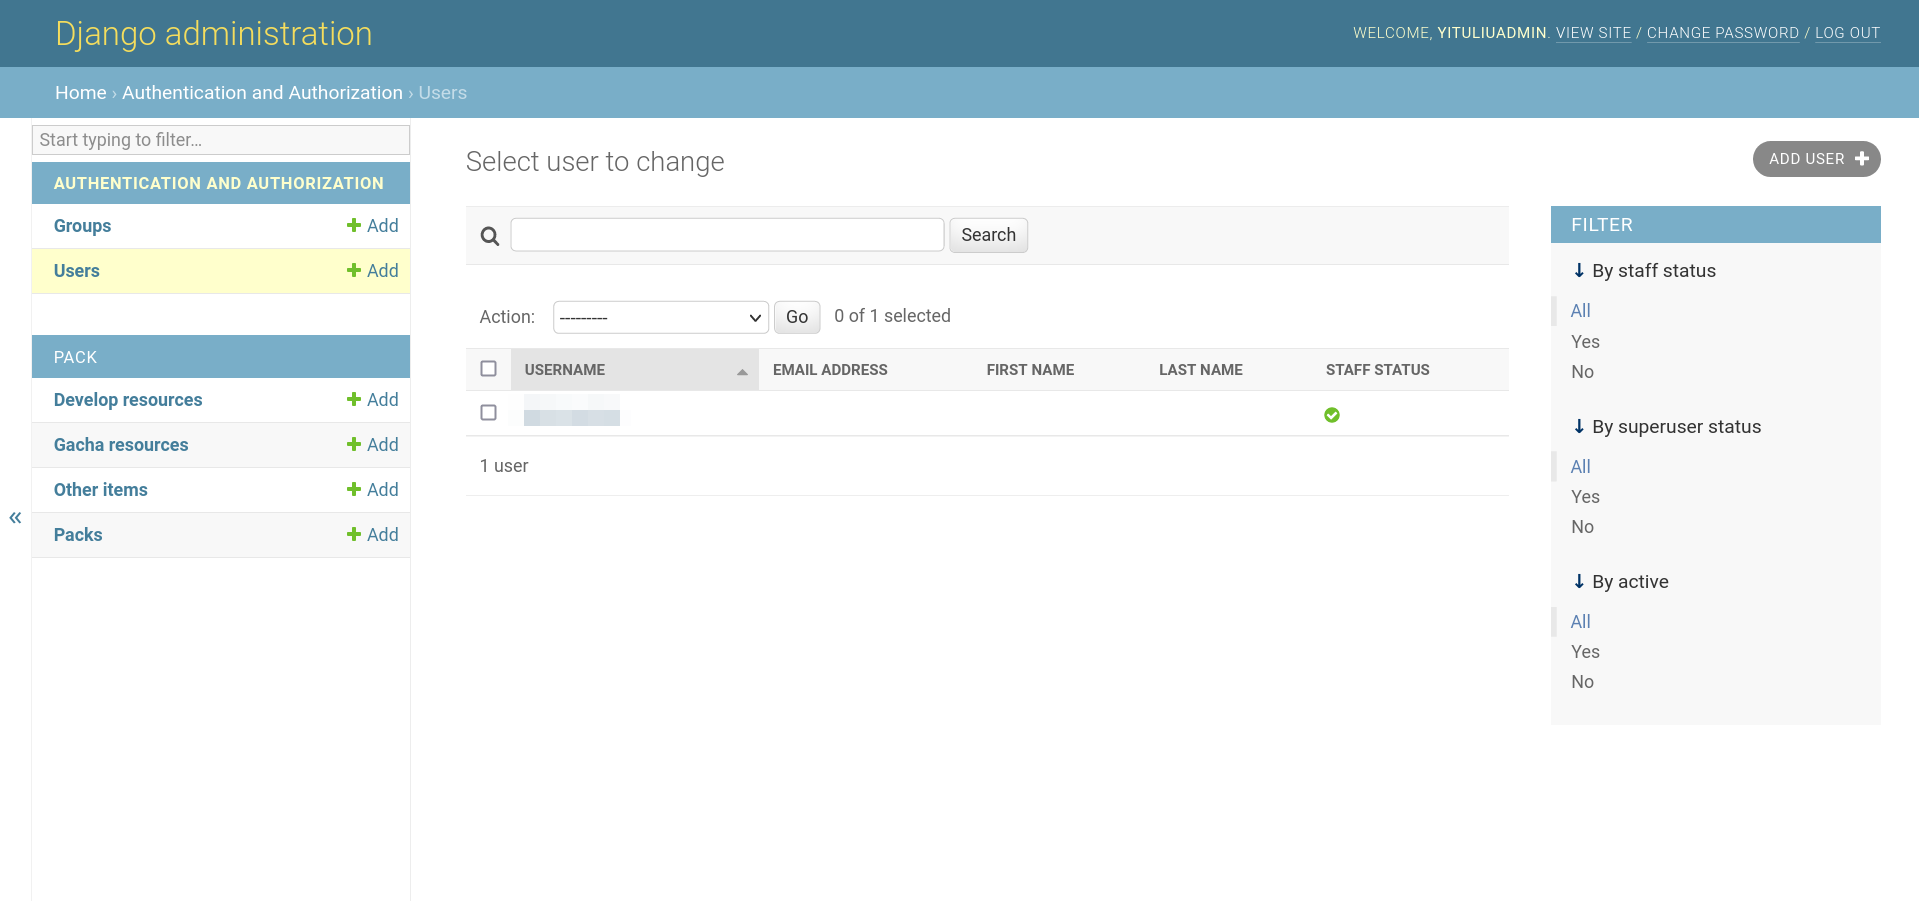 Django administration
WELCOME, YITULIUADMIN. VIEW SITE / CHANGE PASSWORD / LOG OUT
Home › Authentication and Authorization › Users
Start typing to filter...
AUTHENTICATION AND AUTHORIZATION
Groups Add
Users Add
PACK
Develop resources Add
Gacha resources Add
Other items Add
Packs Add
«
Select user to change
ADD USER
Search
Action: --------- Go 0 of 1 selected
USERNAME EMAIL ADDRESS FIRST NAME LAST NAME STAFF STATUS
1 user
FILTER
↓ By staff status
All
Yes
No
↓ By superuser status
All
Yes
No
↓ By active
All
Yes
No